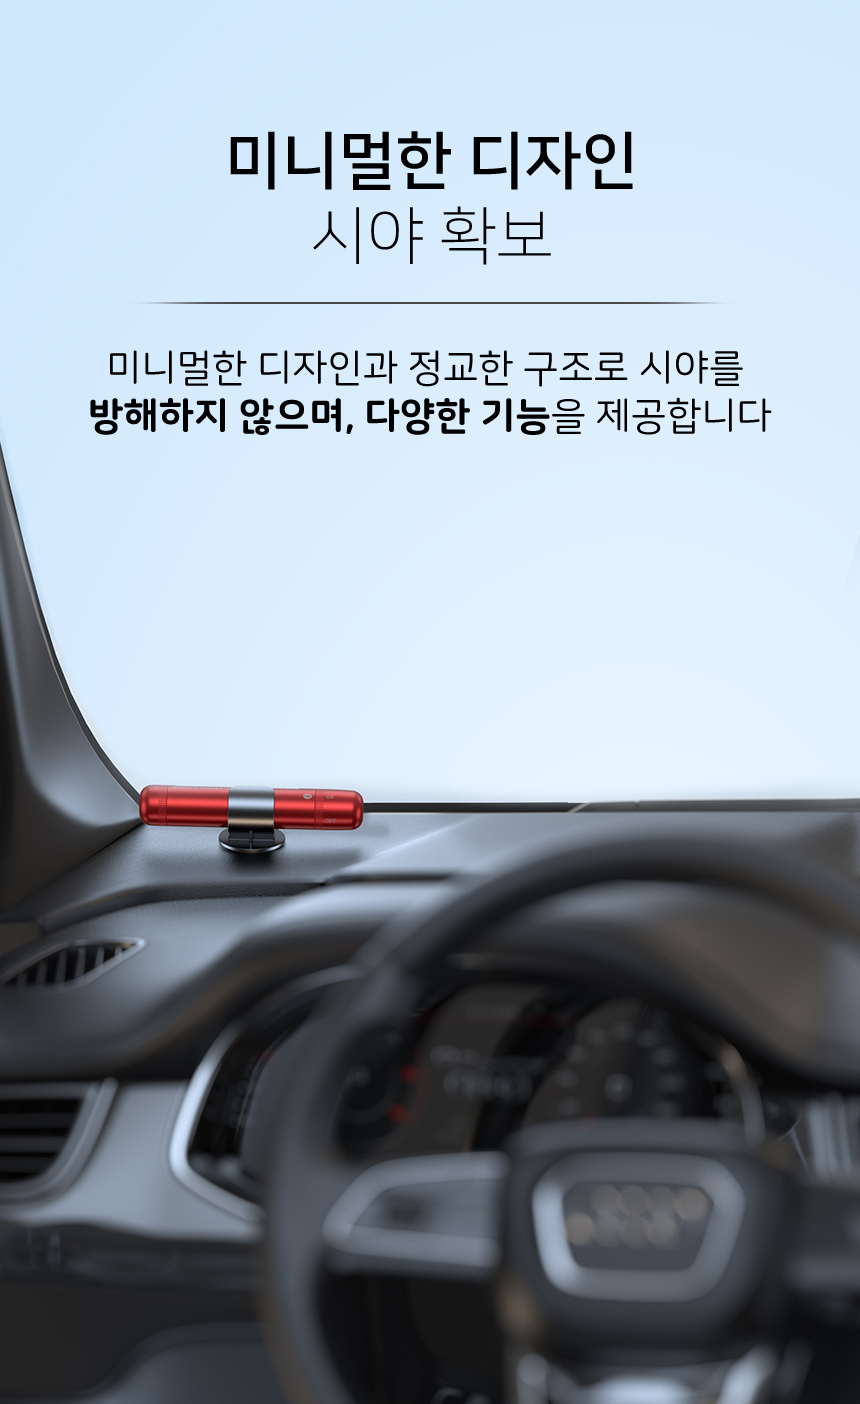 미니멀한 디자인
시야 확보
미니멀한 디자인과 정교한 구조로 시야를
방해하지 않으며, 다양한 기능을 제공합니다